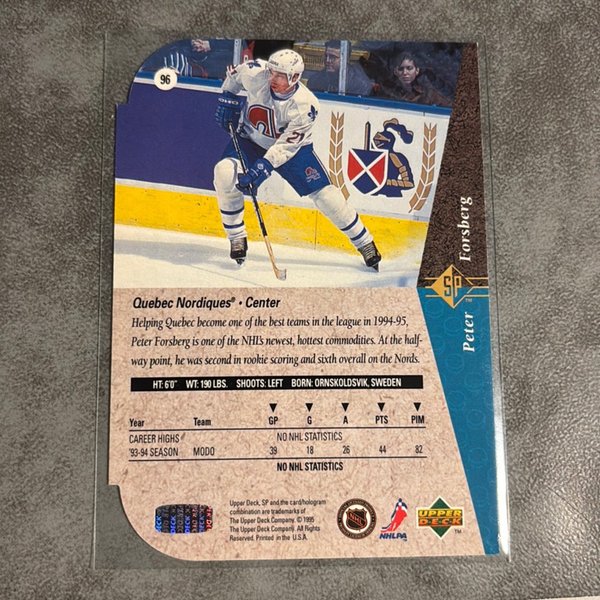 96
21
Peter Forsberg
SP™
Quebec Nordiques® • Center
Helping Quebec become one of the best teams in the league in 1994-95,
Peter Forsberg is one of the NHL's newest, hottest commodities. At the half-
way point, he was second in rookie scoring and sixth overall on the Nords.
HT: 6'0" WT: 190 LBS. SHOOTS: LEFT BORN: ORNSKOLDSVIK, SWEDEN
Year Team GP G A PTS PIM
CAREER HIGHS NO NHL STATISTICS
'93-94 SEASON MODO 39 18 26 44 82
NO NHL STATISTICS
Upper Deck, SP and the card/hologram
combination are trademarks of
The Upper Deck Company. © 1995
The Upper Deck Company. All Rights
Reserved. Printed in the U.S.A.
NHL
NHLPA
UPPER
DECK
™